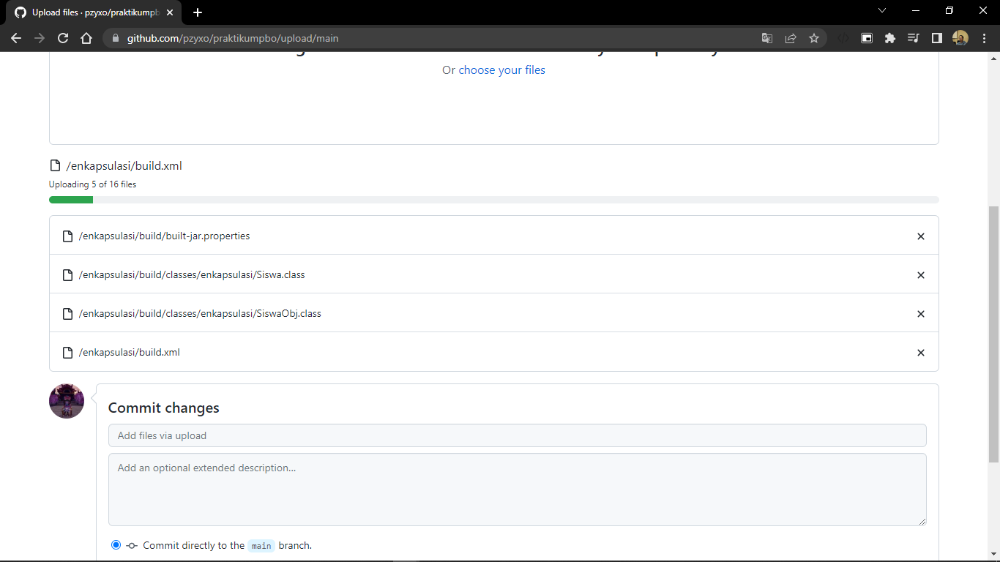 Upload files · pzyxo/praktikumpb
github.com/pzyxo/praktikumpbo/upload/main
Or choose your files
/enkapsulasi/build.xml
Uploading 5 of 16 files
/enkapsulasi/build/built-jar.properties
/enkapsulasi/build/classes/enkapsulasi/Siswa.class
/enkapsulasi/build/classes/enkapsulasi/SiswaObj.class
/enkapsulasi/build.xml
Commit changes
Add files via upload
Add an optional extended description...
Commit directly to the main branch.